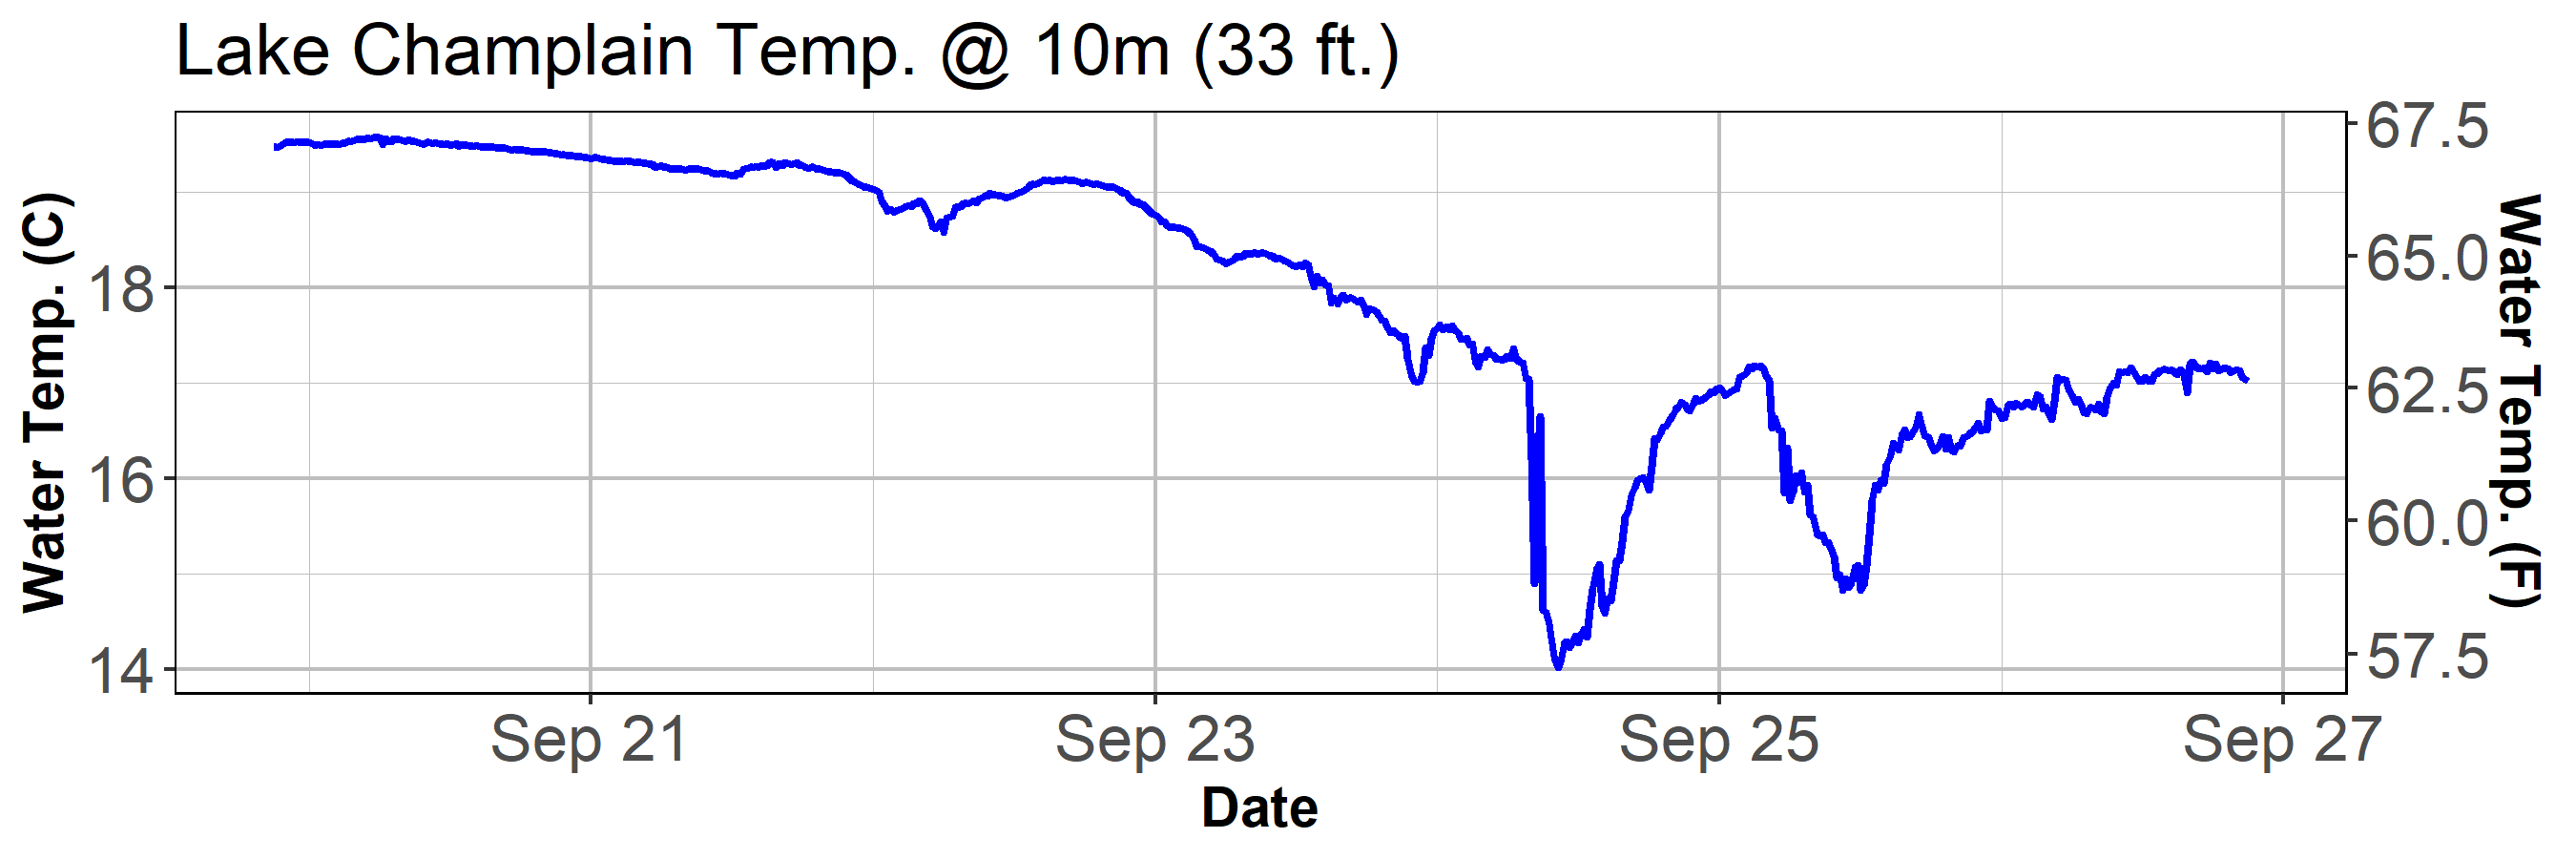 Lake Champlain Temp. @ 10m (33 ft.)
Water Temp. (C)
18
16
14
67.5
65.0
62.5
60.0
57.5
Water Temp. (F)
Sep 21 Sep 23 Sep 25 Sep 27
Date